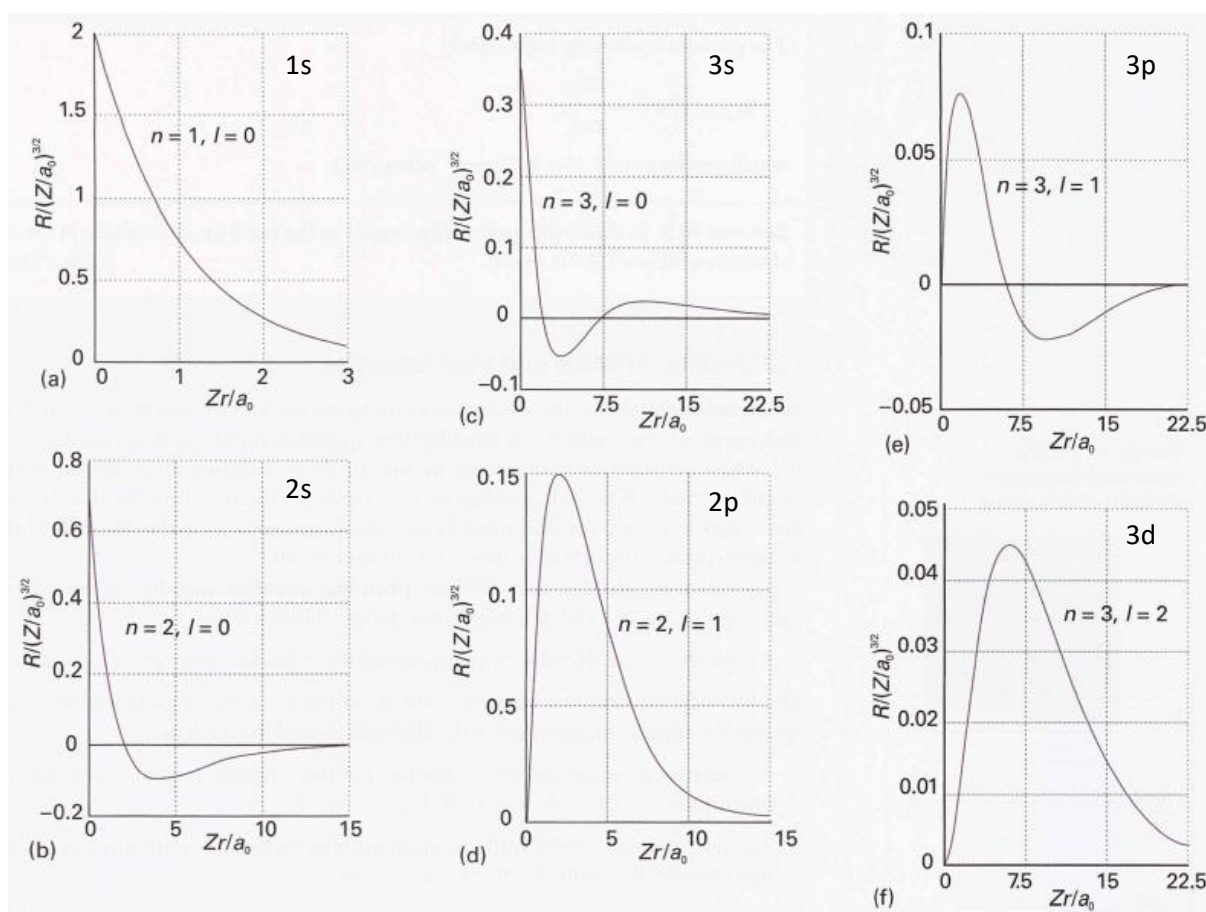 1s
2
1.5
1
0.5
0
n = 1, l = 0
R/(Z/a₀)^3/2
0 1 2 3
Zr/a₀
(a)
3s
0.4
0.3
0.2
0.1
0
−0.1
n = 3, l = 0
R/(Z/a₀)^3/2
0 7.5 15 22.5
Zr/a₀
(c)
3p
0.1
0.05
0
−0.05
n = 3, l = 1
R/(Z/a₀)^3/2
0 7.5 15 22.5
Zr/a₀
(e)
2s
0.8
0.6
0.4
0.2
0
−0.2
n = 2, l = 0
R/(Z/a₀)^3/2
0 5 10 15
Zr/a₀
(b)
2p
0.15
0.1
0.05
0
n = 2, l = 1
R/(Z/a₀)^3/2
0 5 10 15
Zr/a₀
(d)
3d
0.05
0.04
0.03
0.02
0.01
0
n = 3, l = 2
R/(Z/a₀)^3/2
0 7.5 15 22.5
Zr/a₀
(f)